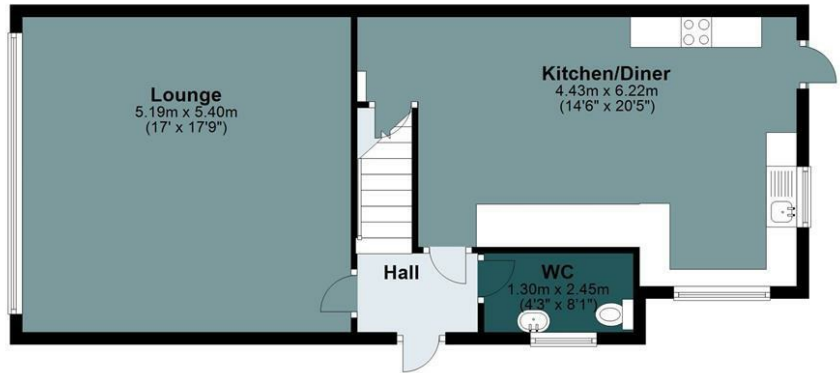 Lounge
5.19m x 5.40m
(17' x 17'9")
Kitchen/Diner
4.43m x 6.22m
(14'6" x 20'5")
Hall
WC
1.30m x 2.45m
(4'3" x 8'1")